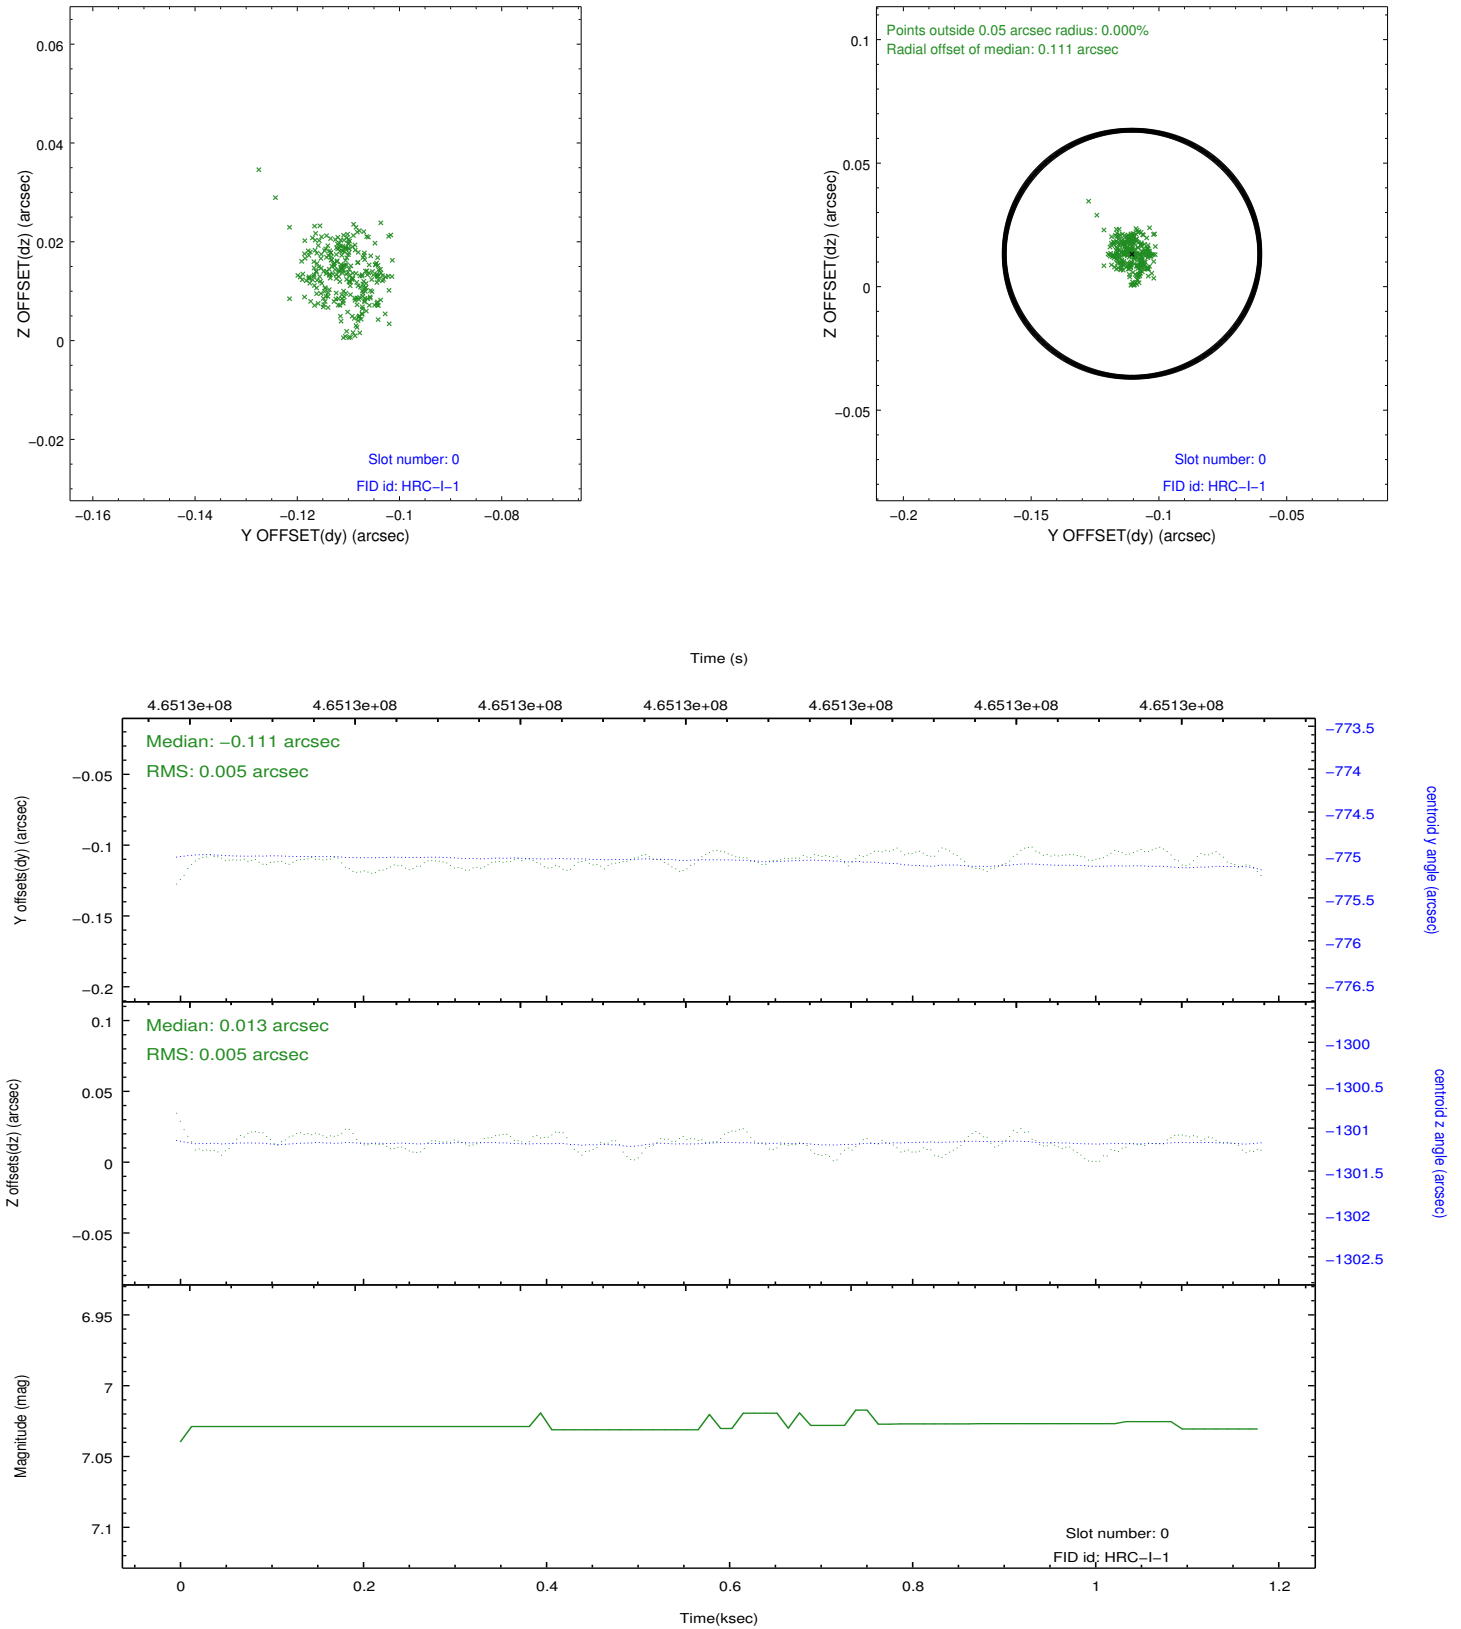 0.06
0.04
0.02
0
−0.02
Z OFFSET(dz) (arcsec)
Slot number: 0
FID id: HRC−I−1
−0.16
−0.14
−0.12
−0.1
−0.08
Y OFFSET(dy) (arcsec)
Points outside 0.05 arcsec radius: 0.000%
Radial offset of median: 0.111 arcsec
0.1
0.05
0
−0.05
Z OFFSET(dz) (arcsec)
Slot number: 0
FID id: HRC−I−1
−0.2
−0.15
−0.1
−0.05
Y OFFSET(dy) (arcsec)
Time (s)
4.6513e+08
4.6513e+08
4.6513e+08
4.6513e+08
4.6513e+08
4.6513e+08
4.6513e+08
Median: −0.111 arcsec
RMS: 0.005 arcsec
−0.05
−0.1
−0.15
−0.2
Y offsets(dy) (arcsec)
−773.5
−774
−774.5
−775
−775.5
−776
−776.5
centroid y angle (arcsec)
Median: 0.013 arcsec
RMS: 0.005 arcsec
0.1
0.05
0
−0.05
Z offsets(dz) (arcsec)
−1300
−1300.5
−1301
−1301.5
−1302
−1302.5
centroid z angle (arcsec)
6.95
7
7.05
7.1
Magnitude (mag)
Slot number: 0
FID id: HRC−I−1
0
0.2
0.4
0.6
0.8
1
1.2
Time(ksec)